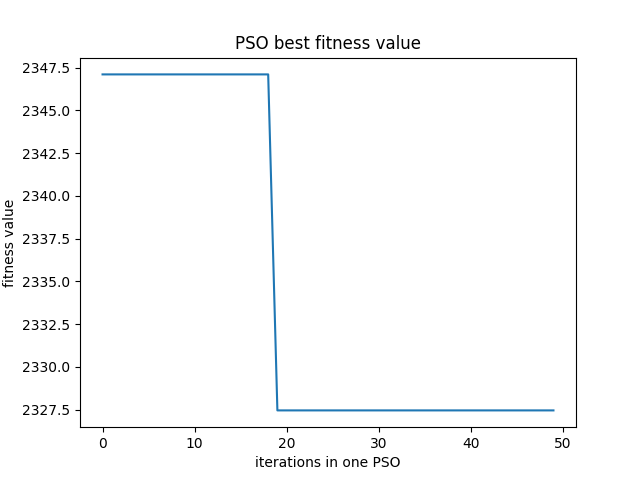 PSO best fitness value
2347.5
2345.0
2342.5
2340.0
2337.5
2335.0
2332.5
2330.0
2327.5
fitness value
0 10 20 30 40 50
iterations in one PSO